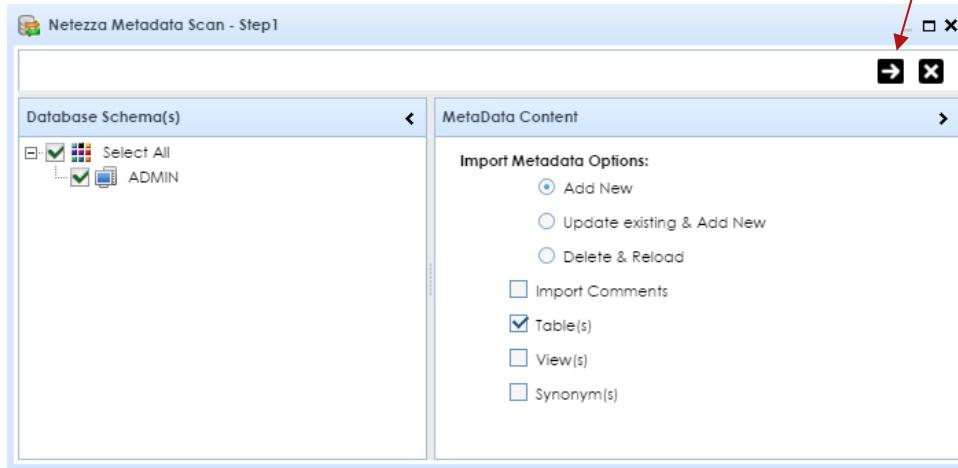 Netezza Metadata Scan - Step1
Database Schema(s)
Select All
ADMIN
MetaData Content
Import Metadata Options:
Add New
Update existing & Add New
Delete & Reload
Import Comments
Table(s)
View(s)
Synonym(s)